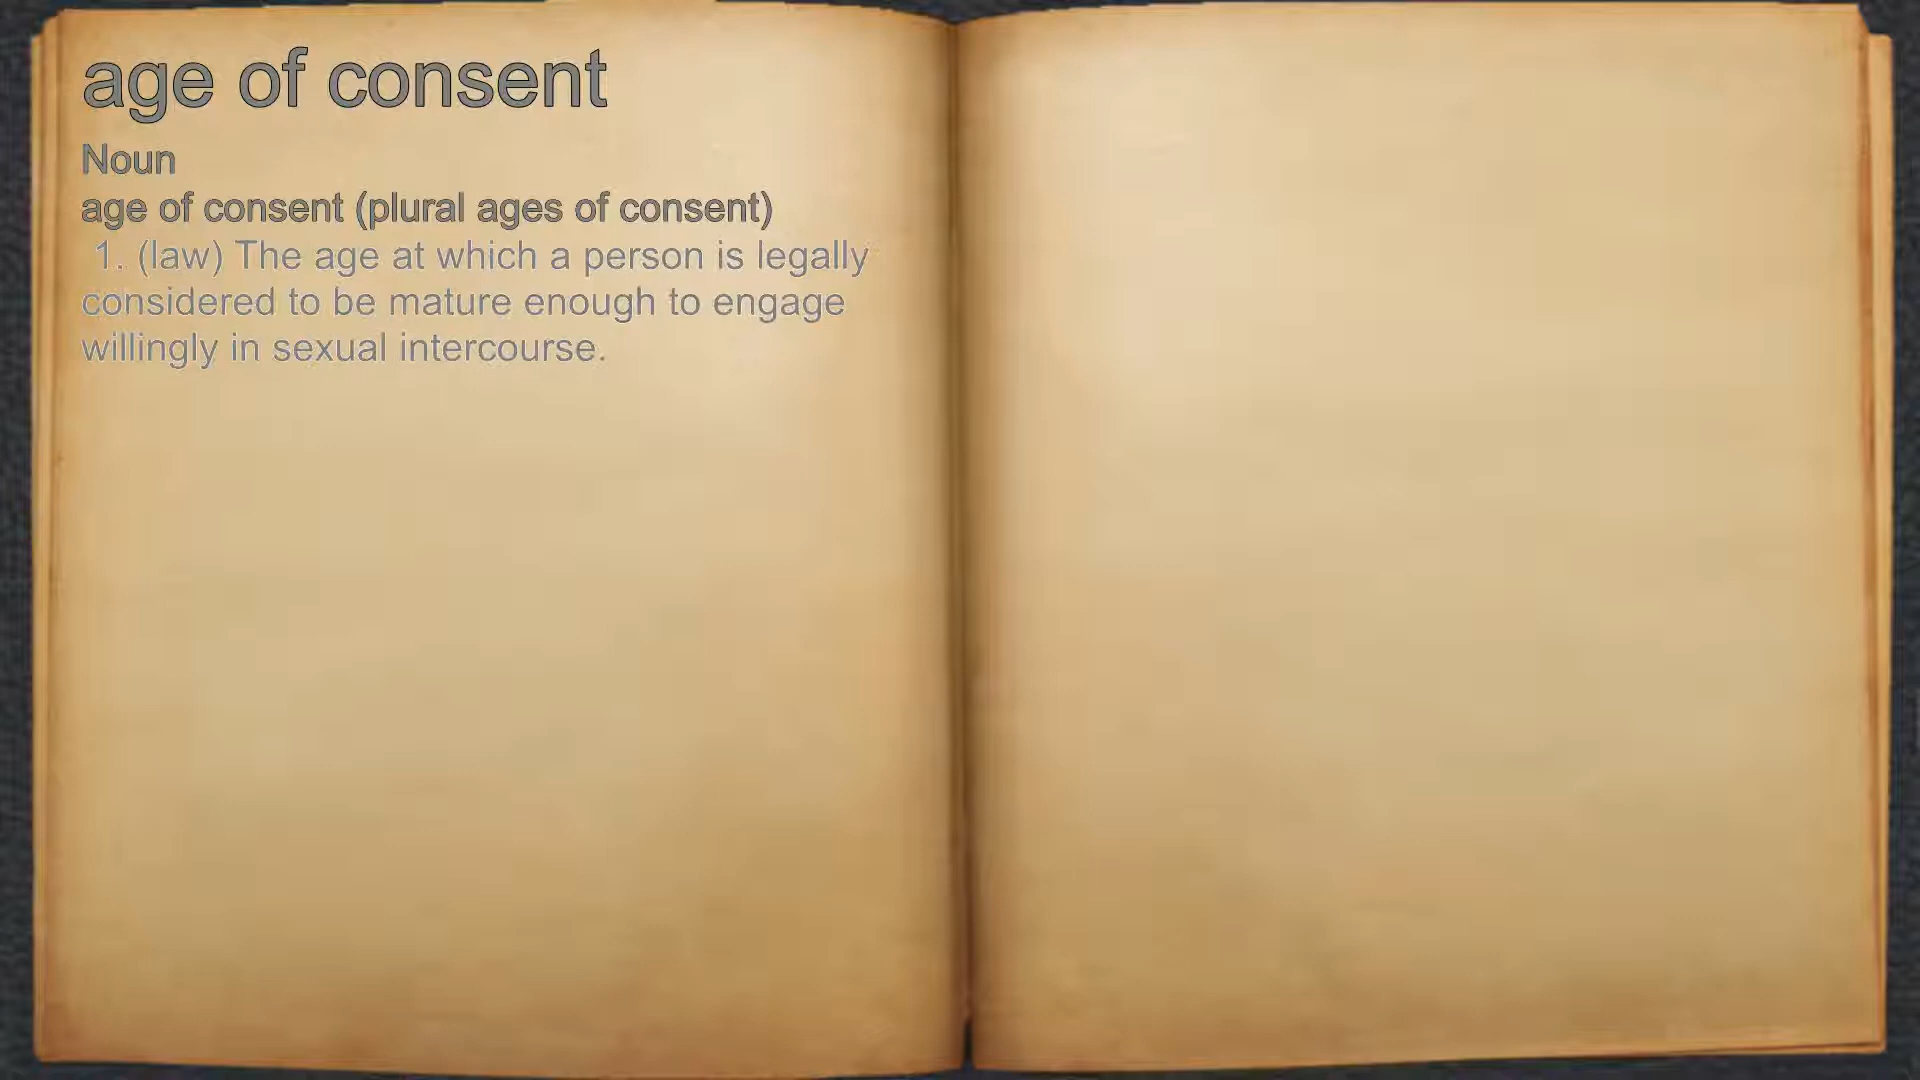 age of consent
Noun
age of consent (plural ages of consent)
1. (law) The age at which a person is legally
considered to be mature enough to engage
willingly in sexual intercourse.